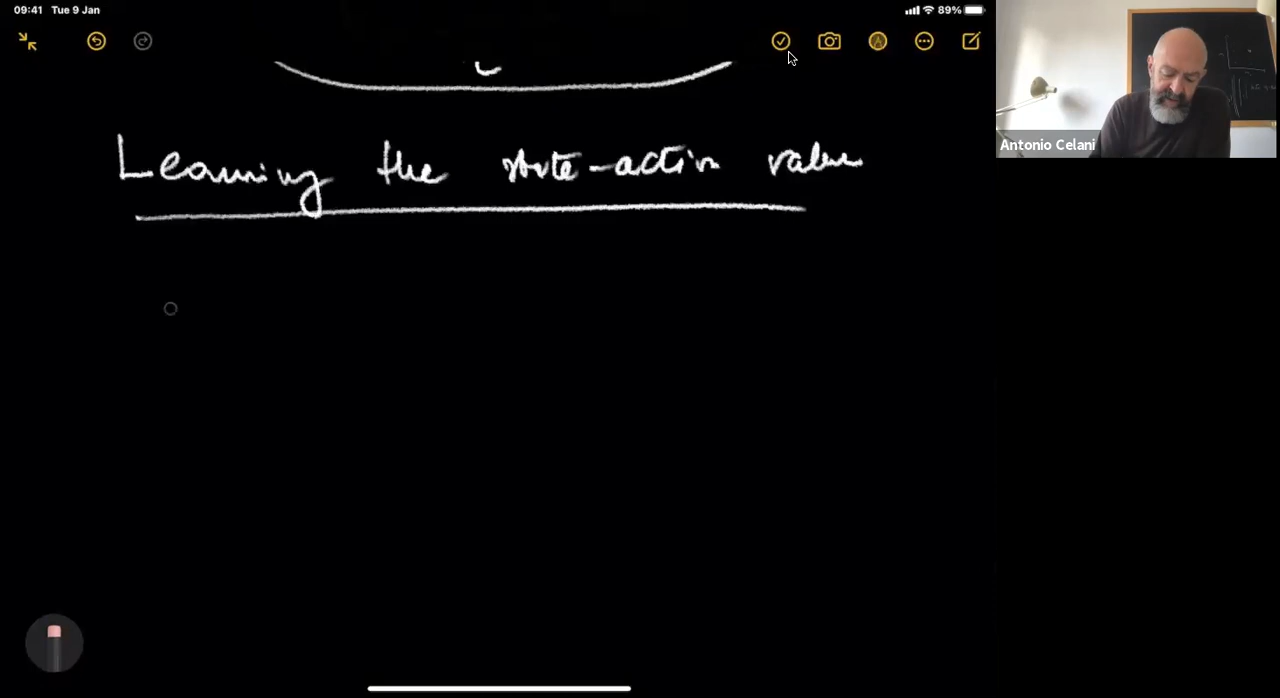 09:41 Tue 9 Jan 89%
Learning the state-action value
Antonio Celani